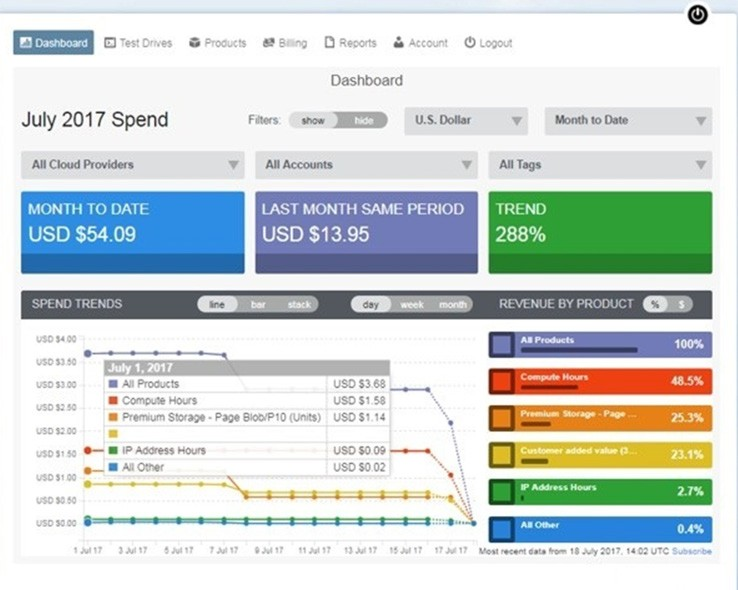 Dashboard Test Drives Products Billing Reports Account Logout
Dashboard
July 2017 Spend Filters: show hide U.S. Dollar Month to Date
All Cloud Providers All Accounts All Tags
MONTH TO DATE LAST MONTH SAME PERIOD TREND
USD $54.09 USD $13.95 288%
SPEND TRENDS line bar stack day week month REVENUE BY PRODUCT % $
USD $4.00
USD $3.50
USD $3.00
USD $2.50
USD $2.00
USD $1.50
USD $1.00
USD $0.50
USD $0.00
July 1, 2017
All Products USD $3.68
Compute Hours USD $1.58
Premium Storage - Page Blob/P10 (Units) USD $1.14
IP Address Hours USD $0.09
All Other USD $0.02
1 Jul 17 3 Jul 17 5 Jul 17 7 Jul 17 9 Jul 17 11 Jul 17 13 Jul 17 15 Jul 17 17 Jul 17
All Products 100%
Compute Hours 48.5%
Premium Storage - Page ... 25.3%
Customer added value (3... 23.1%
IP Address Hours 2.7%
All Other 0.4%
Most recent data from 18 July 2017, 14:02 UTC Subscribe